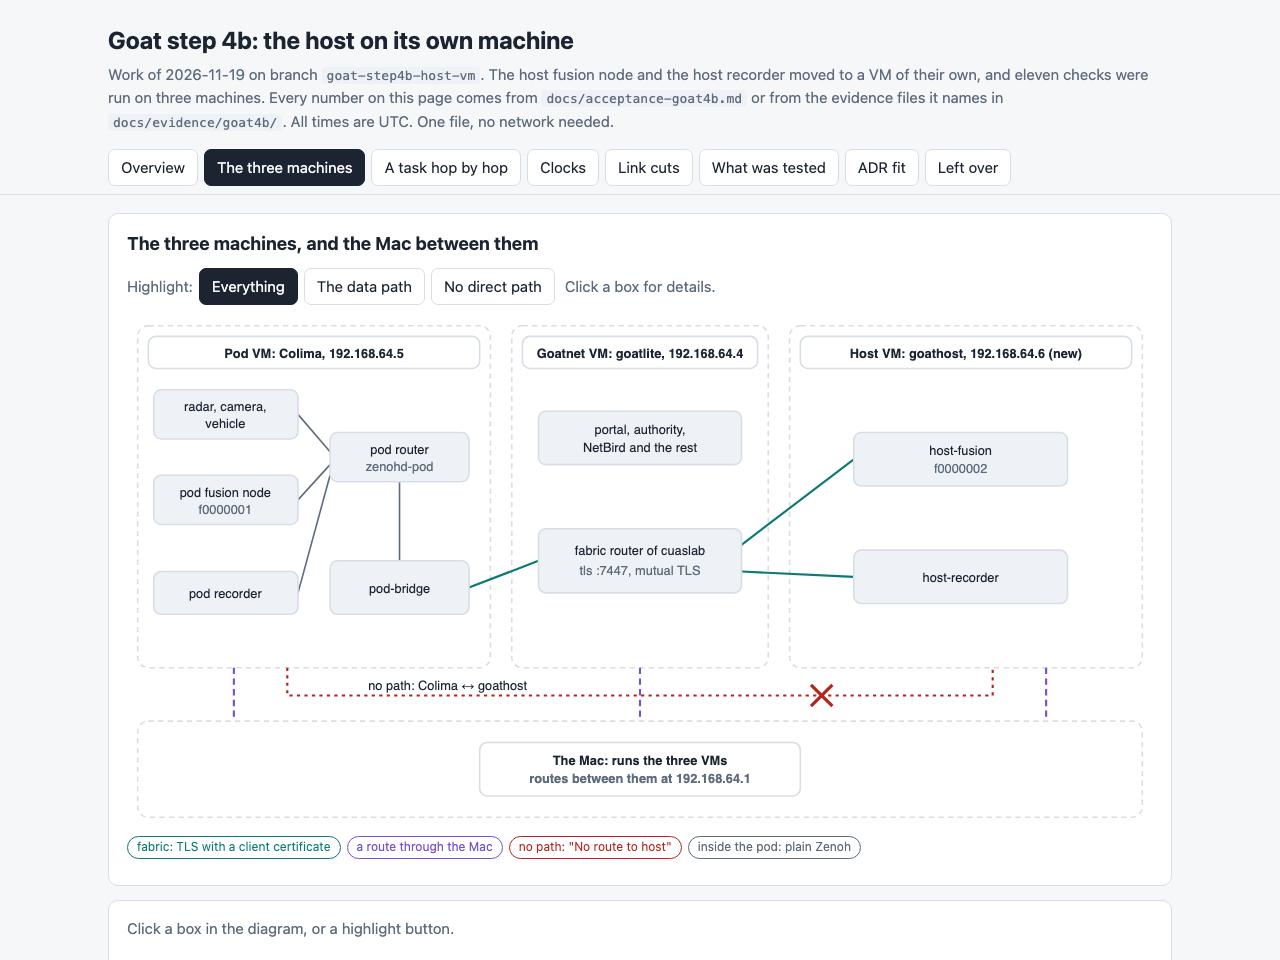 Goat step 4b: the host on its own machine
Work of 2026-11-19 on branch goat-step4b-host-vm . The host fusion node and the host recorder moved to a VM of their own, and eleven checks were
run on three machines. Every number on this page comes from docs/acceptance-goat4b.md or from the evidence files it names in
docs/evidence/goat4b/ . All times are UTC. One file, no network needed.
Overview The three machines A task hop by hop Clocks Link cuts What was tested ADR fit Left over
The three machines, and the Mac between them
Highlight: Everything The data path No direct path Click a box for details.
Pod VM: Colima, 192.168.64.5
Goatnet VM: goatlite, 192.168.64.4
Host VM: goathost, 192.168.64.6 (new)
radar, camera,
vehicle
pod router
zenohd-pod
pod fusion node
f0000001
pod recorder
pod-bridge
portal, authority,
NetBird and the rest
fabric router of cuaslab
tls :7447, mutual TLS
host-fusion
f0000002
host-recorder
no path: Colima ↔ goathost
The Mac: runs the three VMs
routes between them at 192.168.64.1
fabric: TLS with a client certificate a route through the Mac no path: "No route to host" inside the pod: plain Zenoh
Click a box in the diagram, or a highlight button.